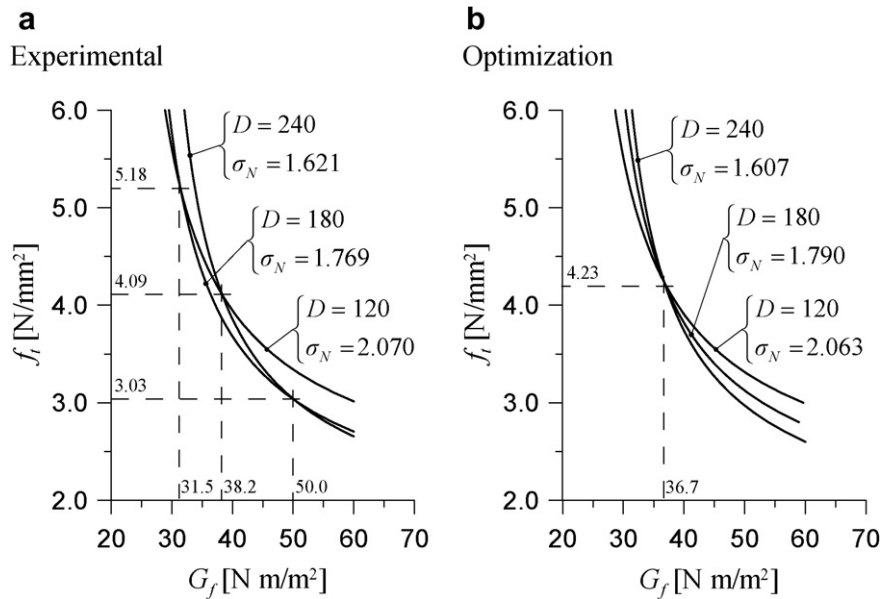 a
Experimental
6.0
5.0
4.0
3.0
2.0
20 30 40 50 60 70
f_t [N/mm²]
G_f [N m/m²]
5.18
4.09
3.03
31.5 38.2 50.0
D = 240
σ_N = 1.621
D = 180
σ_N = 1.769
D = 120
σ_N = 2.070
b
Optimization
6.0
5.0
4.0
3.0
2.0
20 30 40 50 60 70
f_t [N/mm²]
G_f [N m/m²]
4.23
36.7
D = 240
σ_N = 1.607
D = 180
σ_N = 1.790
D = 120
σ_N = 2.063